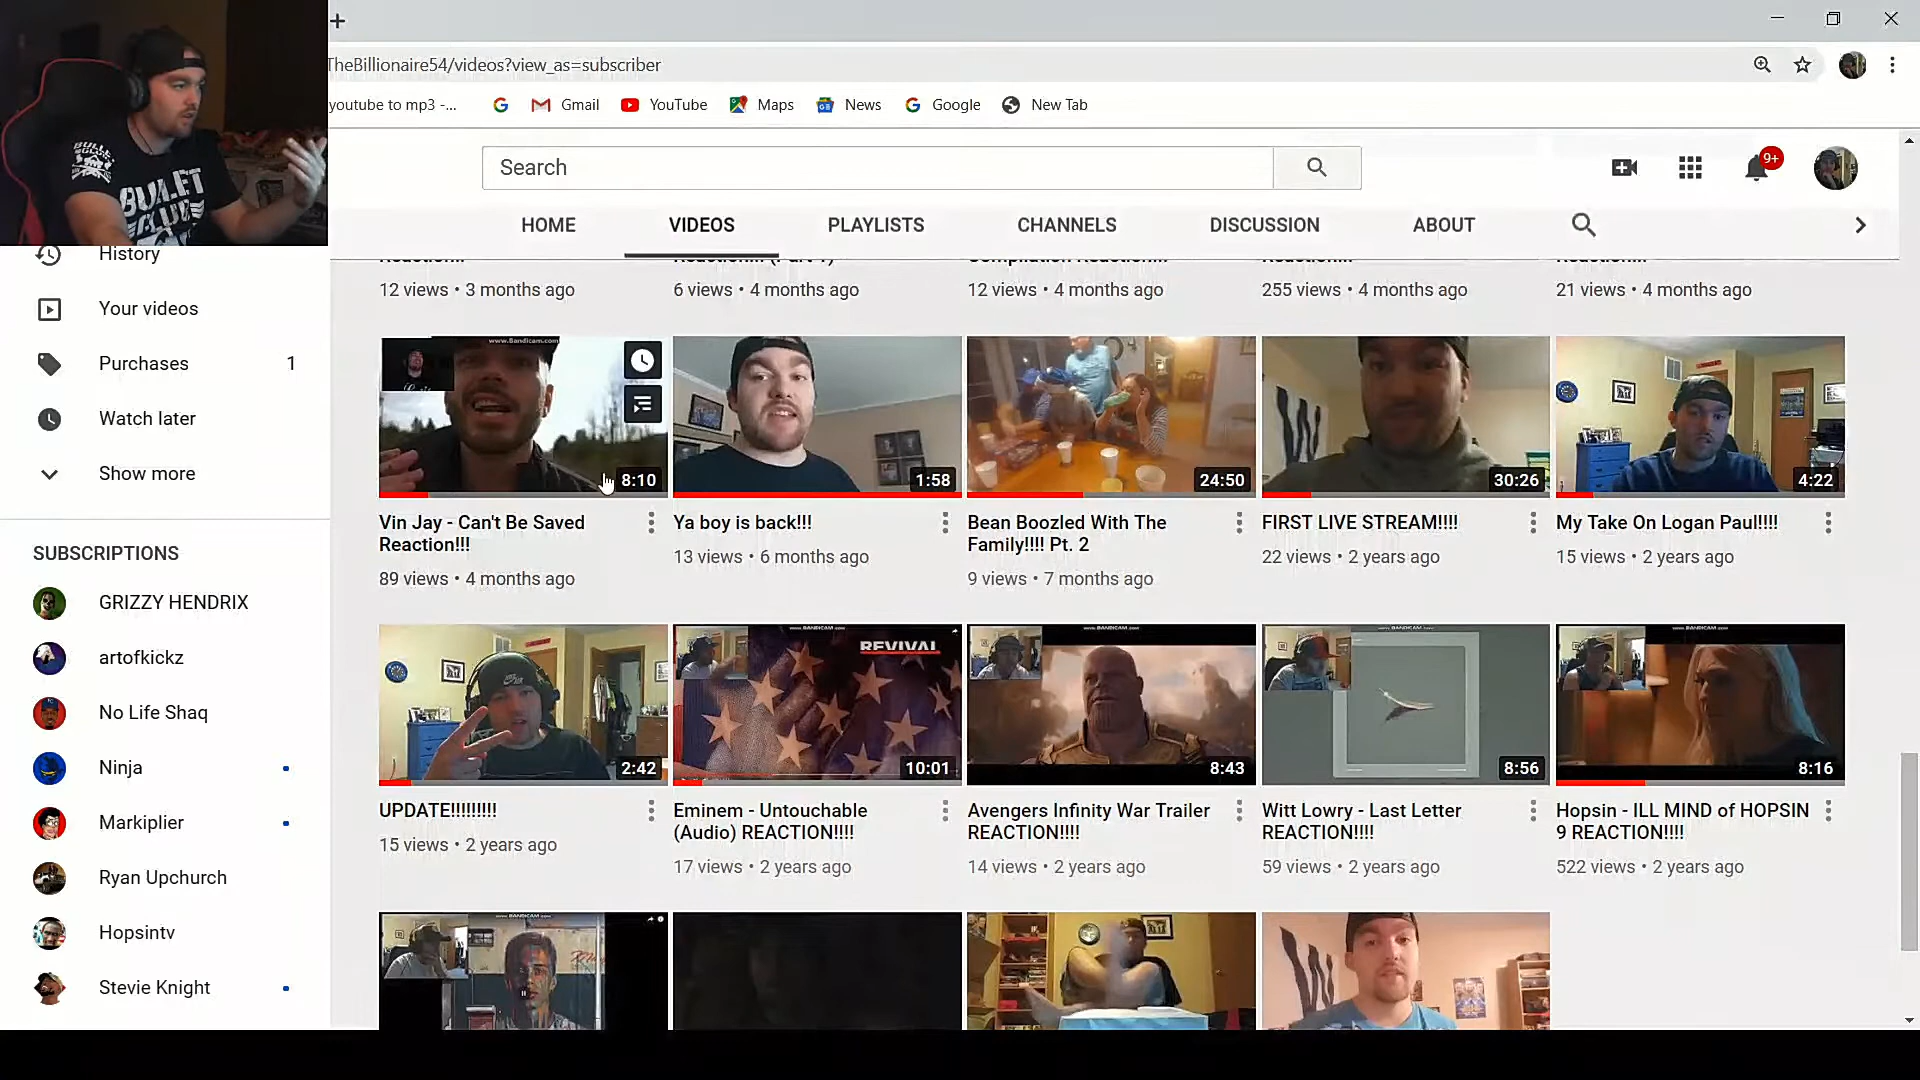 BULLET
CLUB
TheBillionaire54/videos?view_as=subscriber
youtube to mp3 -...
Gmail
YouTube
Maps
News
Google
New Tab
Search
9+
HOME
VIDEOS
PLAYLISTS
CHANNELS
DISCUSSION
ABOUT
History
Your videos
Purchases 1
Watch later
Show more
SUBSCRIPTIONS
GRIZZY HENDRIX
artofkickz
No Life Shaq
Ninja
Markiplier
Ryan Upchurch
Hopsintv
Stevie Knight
12 views • 3 months ago
6 views • 4 months ago
12 views • 4 months ago
255 views • 4 months ago
21 views • 4 months ago
www.Bandicam.com
8:10
Vin Jay - Can't Be Saved
Reaction!!!
89 views • 4 months ago
1:58
Ya boy is back!!!
13 views • 6 months ago
24:50
Bean Boozled With The
Family!!!! Pt. 2
9 views • 7 months ago
30:26
FIRST LIVE STREAM!!!!
22 views • 2 years ago
4:22
My Take On Logan Paul!!!!
15 views • 2 years ago
2:42
UPDATE!!!!!!!!!
15 views • 2 years ago
REVIVAL
10:01
Eminem - Untouchable
(Audio) REACTION!!!!
17 views • 2 years ago
8:43
Avengers Infinity War Trailer
REACTION!!!!
14 views • 2 years ago
8:56
Witt Lowry - Last Letter
REACTION!!!!
59 views • 2 years ago
8:16
Hopsin - ILL MIND of HOPSIN
9 REACTION!!!!
522 views • 2 years ago